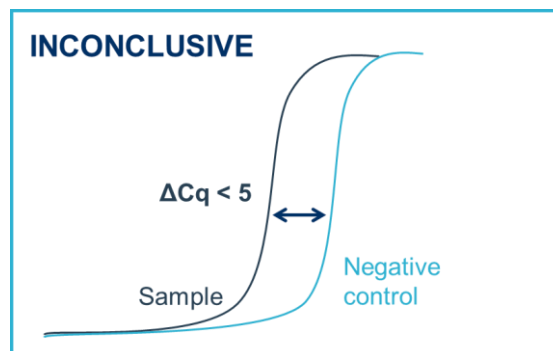 INCONCLUSIVE
ΔCq < 5
Sample
Negative
control